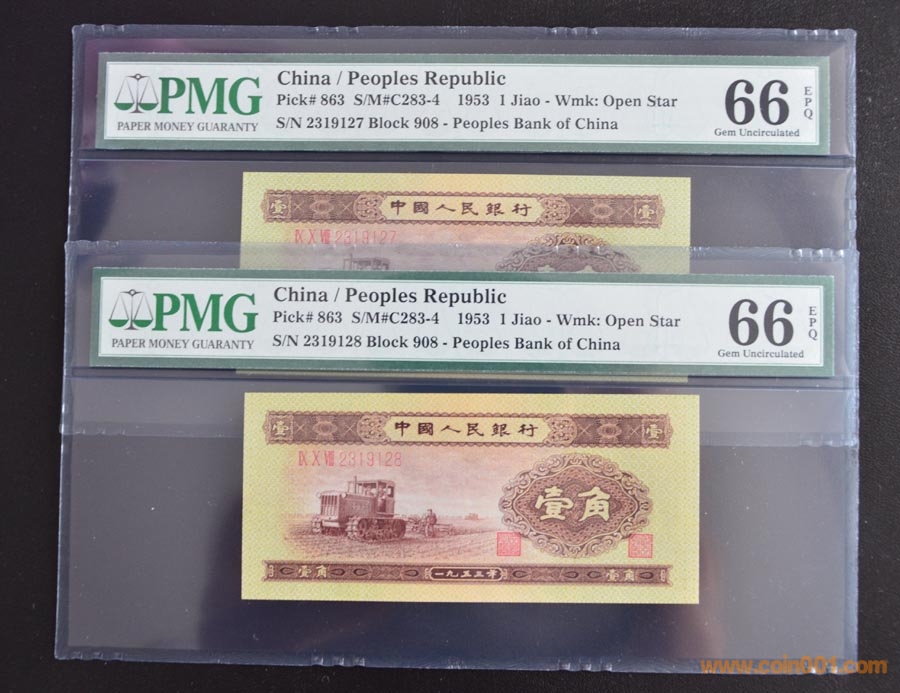 PMG
PAPER MONEY GUARANTY
China / Peoples Republic
Pick# 863 S/M#C283-4 1953 1 Jiao - Wmk: Open Star
S/N 2319127 Block 908 - Peoples Bank of China
66
EPQ
Gem Uncirculated
壹
中國人民銀行
壹
IX X VIII 2319127
PMG
PAPER MONEY GUARANTY
China / Peoples Republic
Pick# 863 S/M#C283-4 1953 1 Jiao - Wmk: Open Star
S/N 2319128 Block 908 - Peoples Bank of China
66
EPQ
Gem Uncirculated
壹
中國人民銀行
壹
IX X VIII 2319128
壹角
壹角
一九五三年
壹角
www.coin001.com